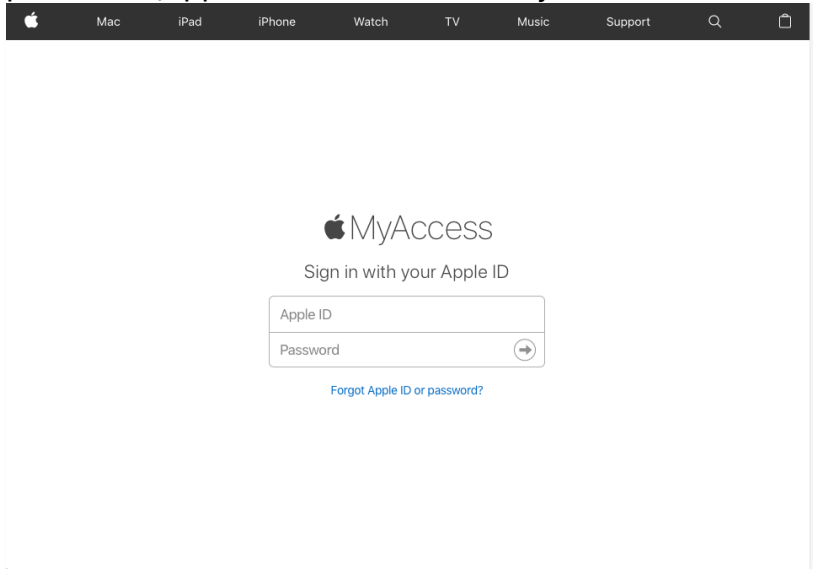 Mac iPad iPhone Watch TV Music Support
MyAccess
Sign in with your Apple ID
Apple ID
Password
Forgot Apple ID or password?